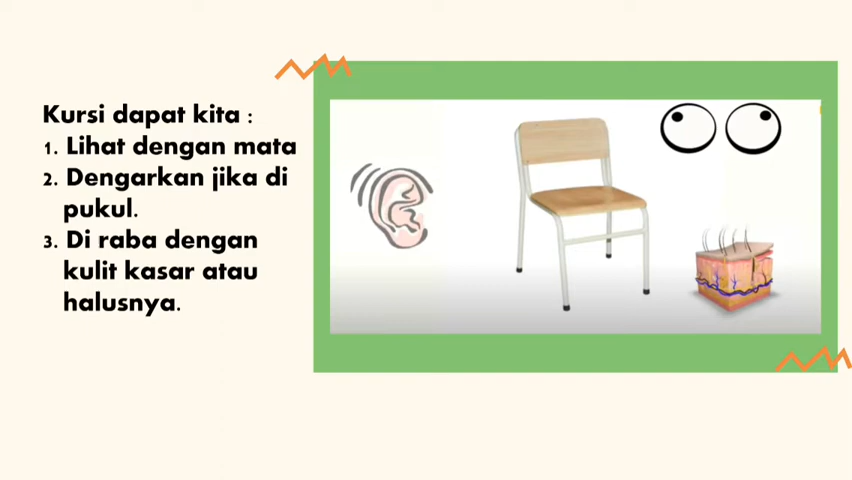 Kursi dapat kita :
1. Lihat dengan mata
2. Dengarkan jika di
pukul.
3. Di raba dengan
kulit kasar atau
halusnya.